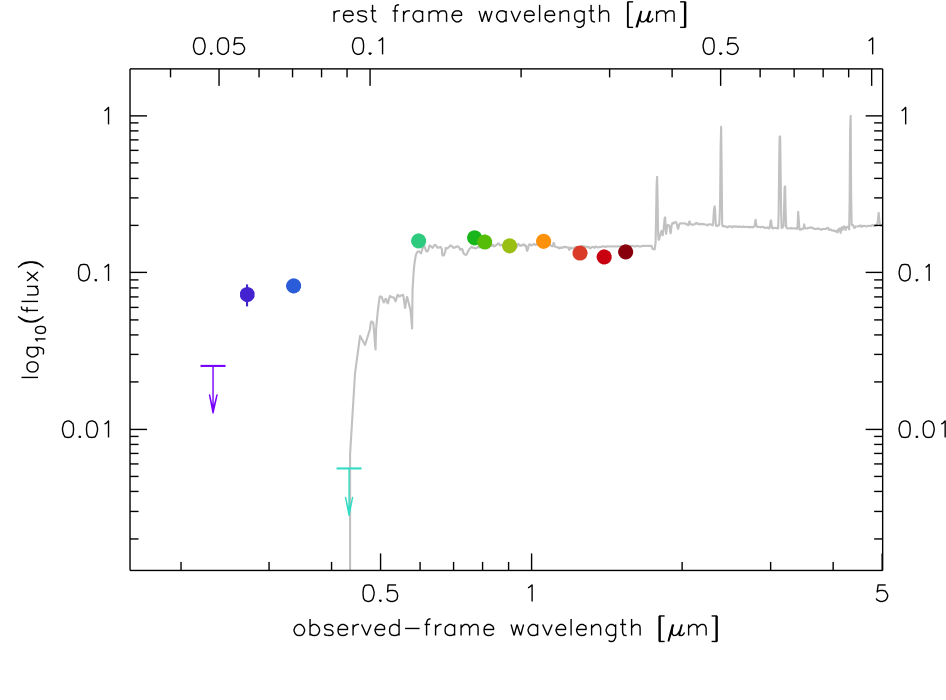 rest frame wavelength [μm]
0.05 0.1 0.5 1
1 1
0.1 0.1
log10(flux)
0.01 0.01
0.5 1 5
observed-frame wavelength [μm]